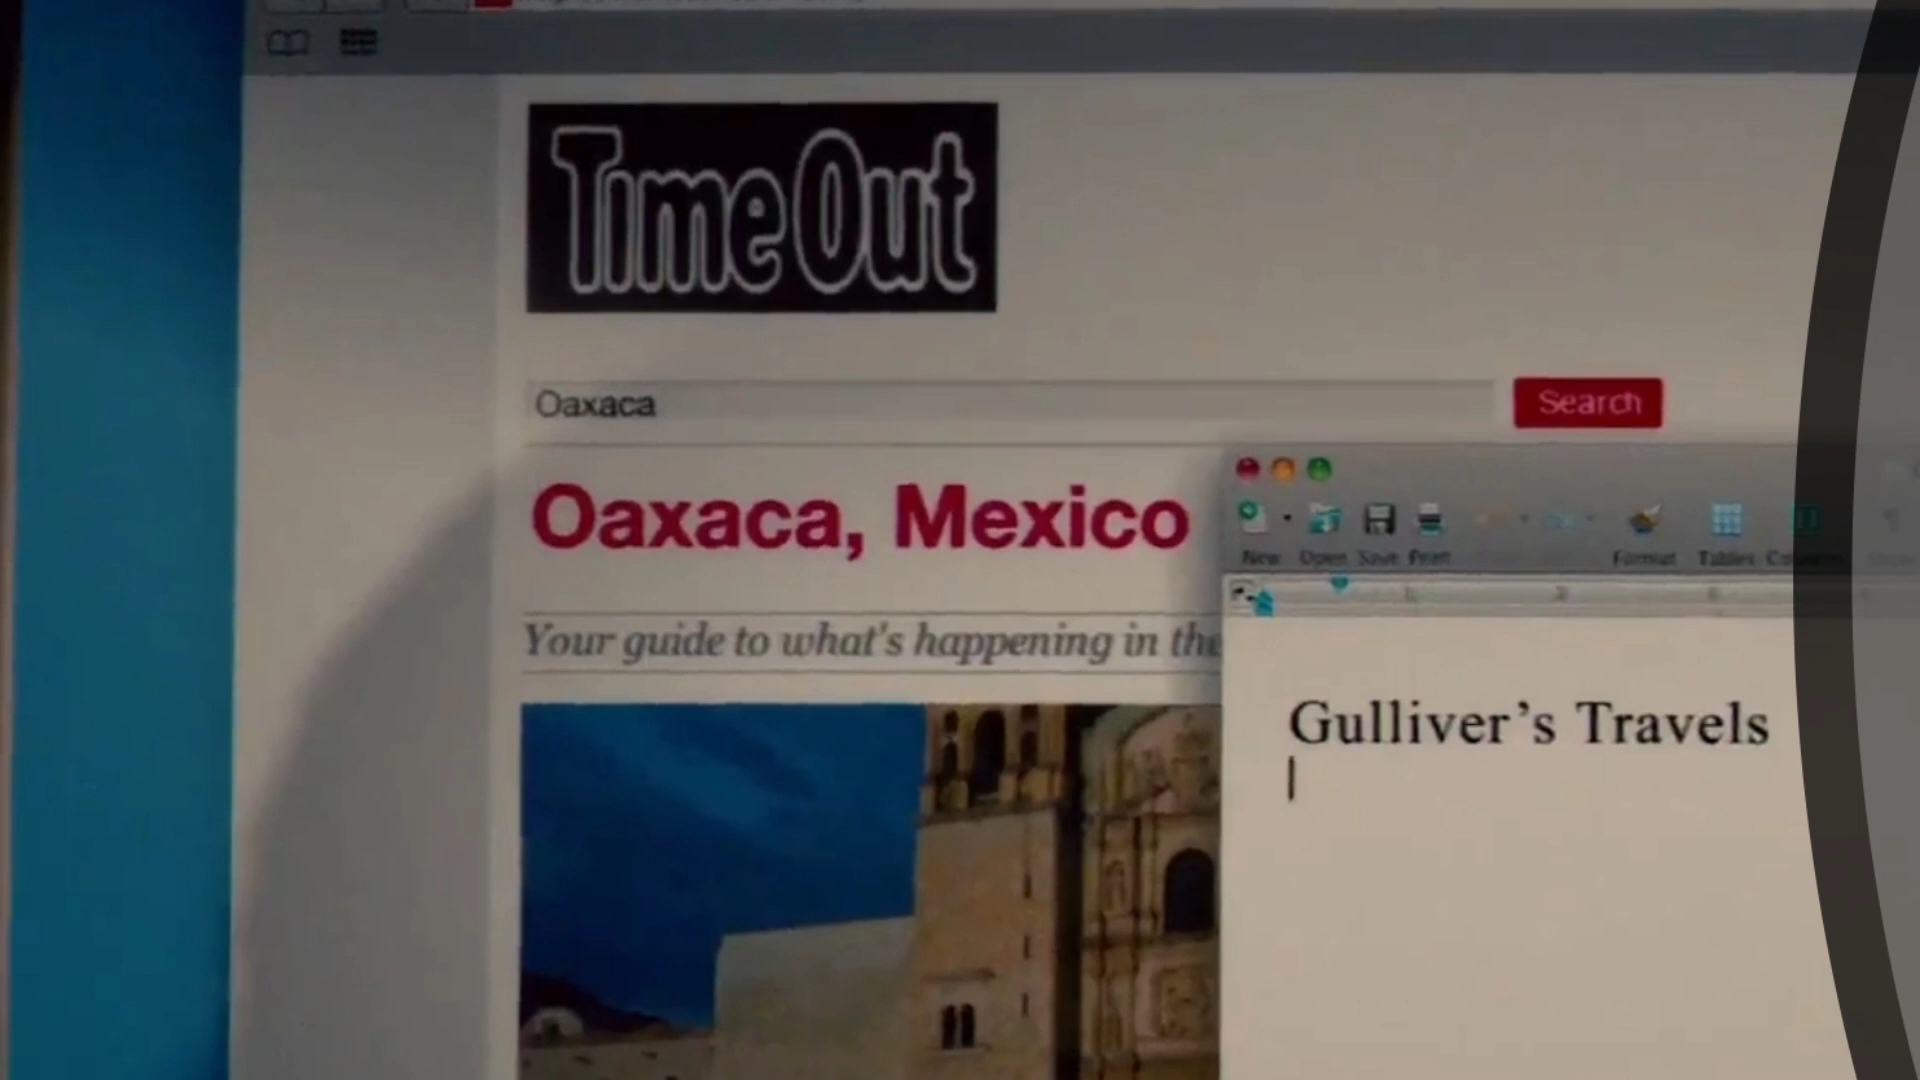 Time Out
Oaxaca
Search
Oaxaca, Mexico
Your guide to what's happening in the
New Open Save Print Format Tables
Gulliver’s Travels